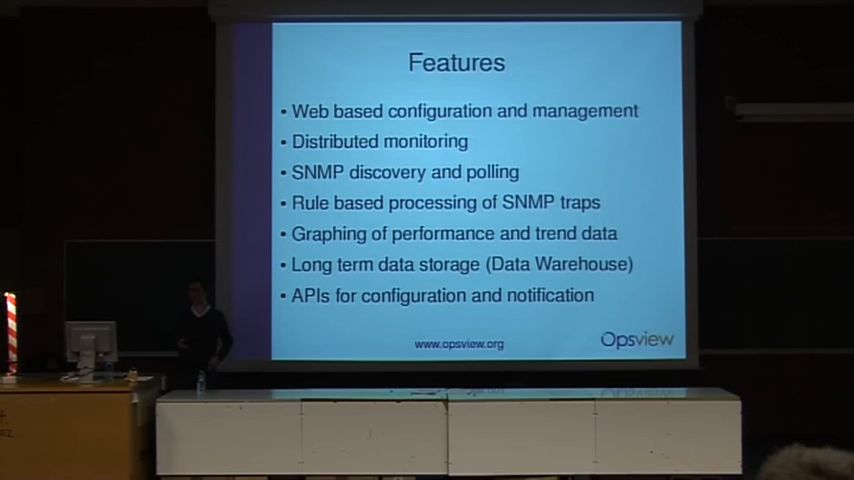 Features
• Web based configuration and management
• Distributed monitoring
• SNMP discovery and polling
• Rule based processing of SNMP traps
• Graphing of performance and trend data
• Long term data storage (Data Warehouse)
• APIs for configuration and notification
www.opsview.org
Opsview